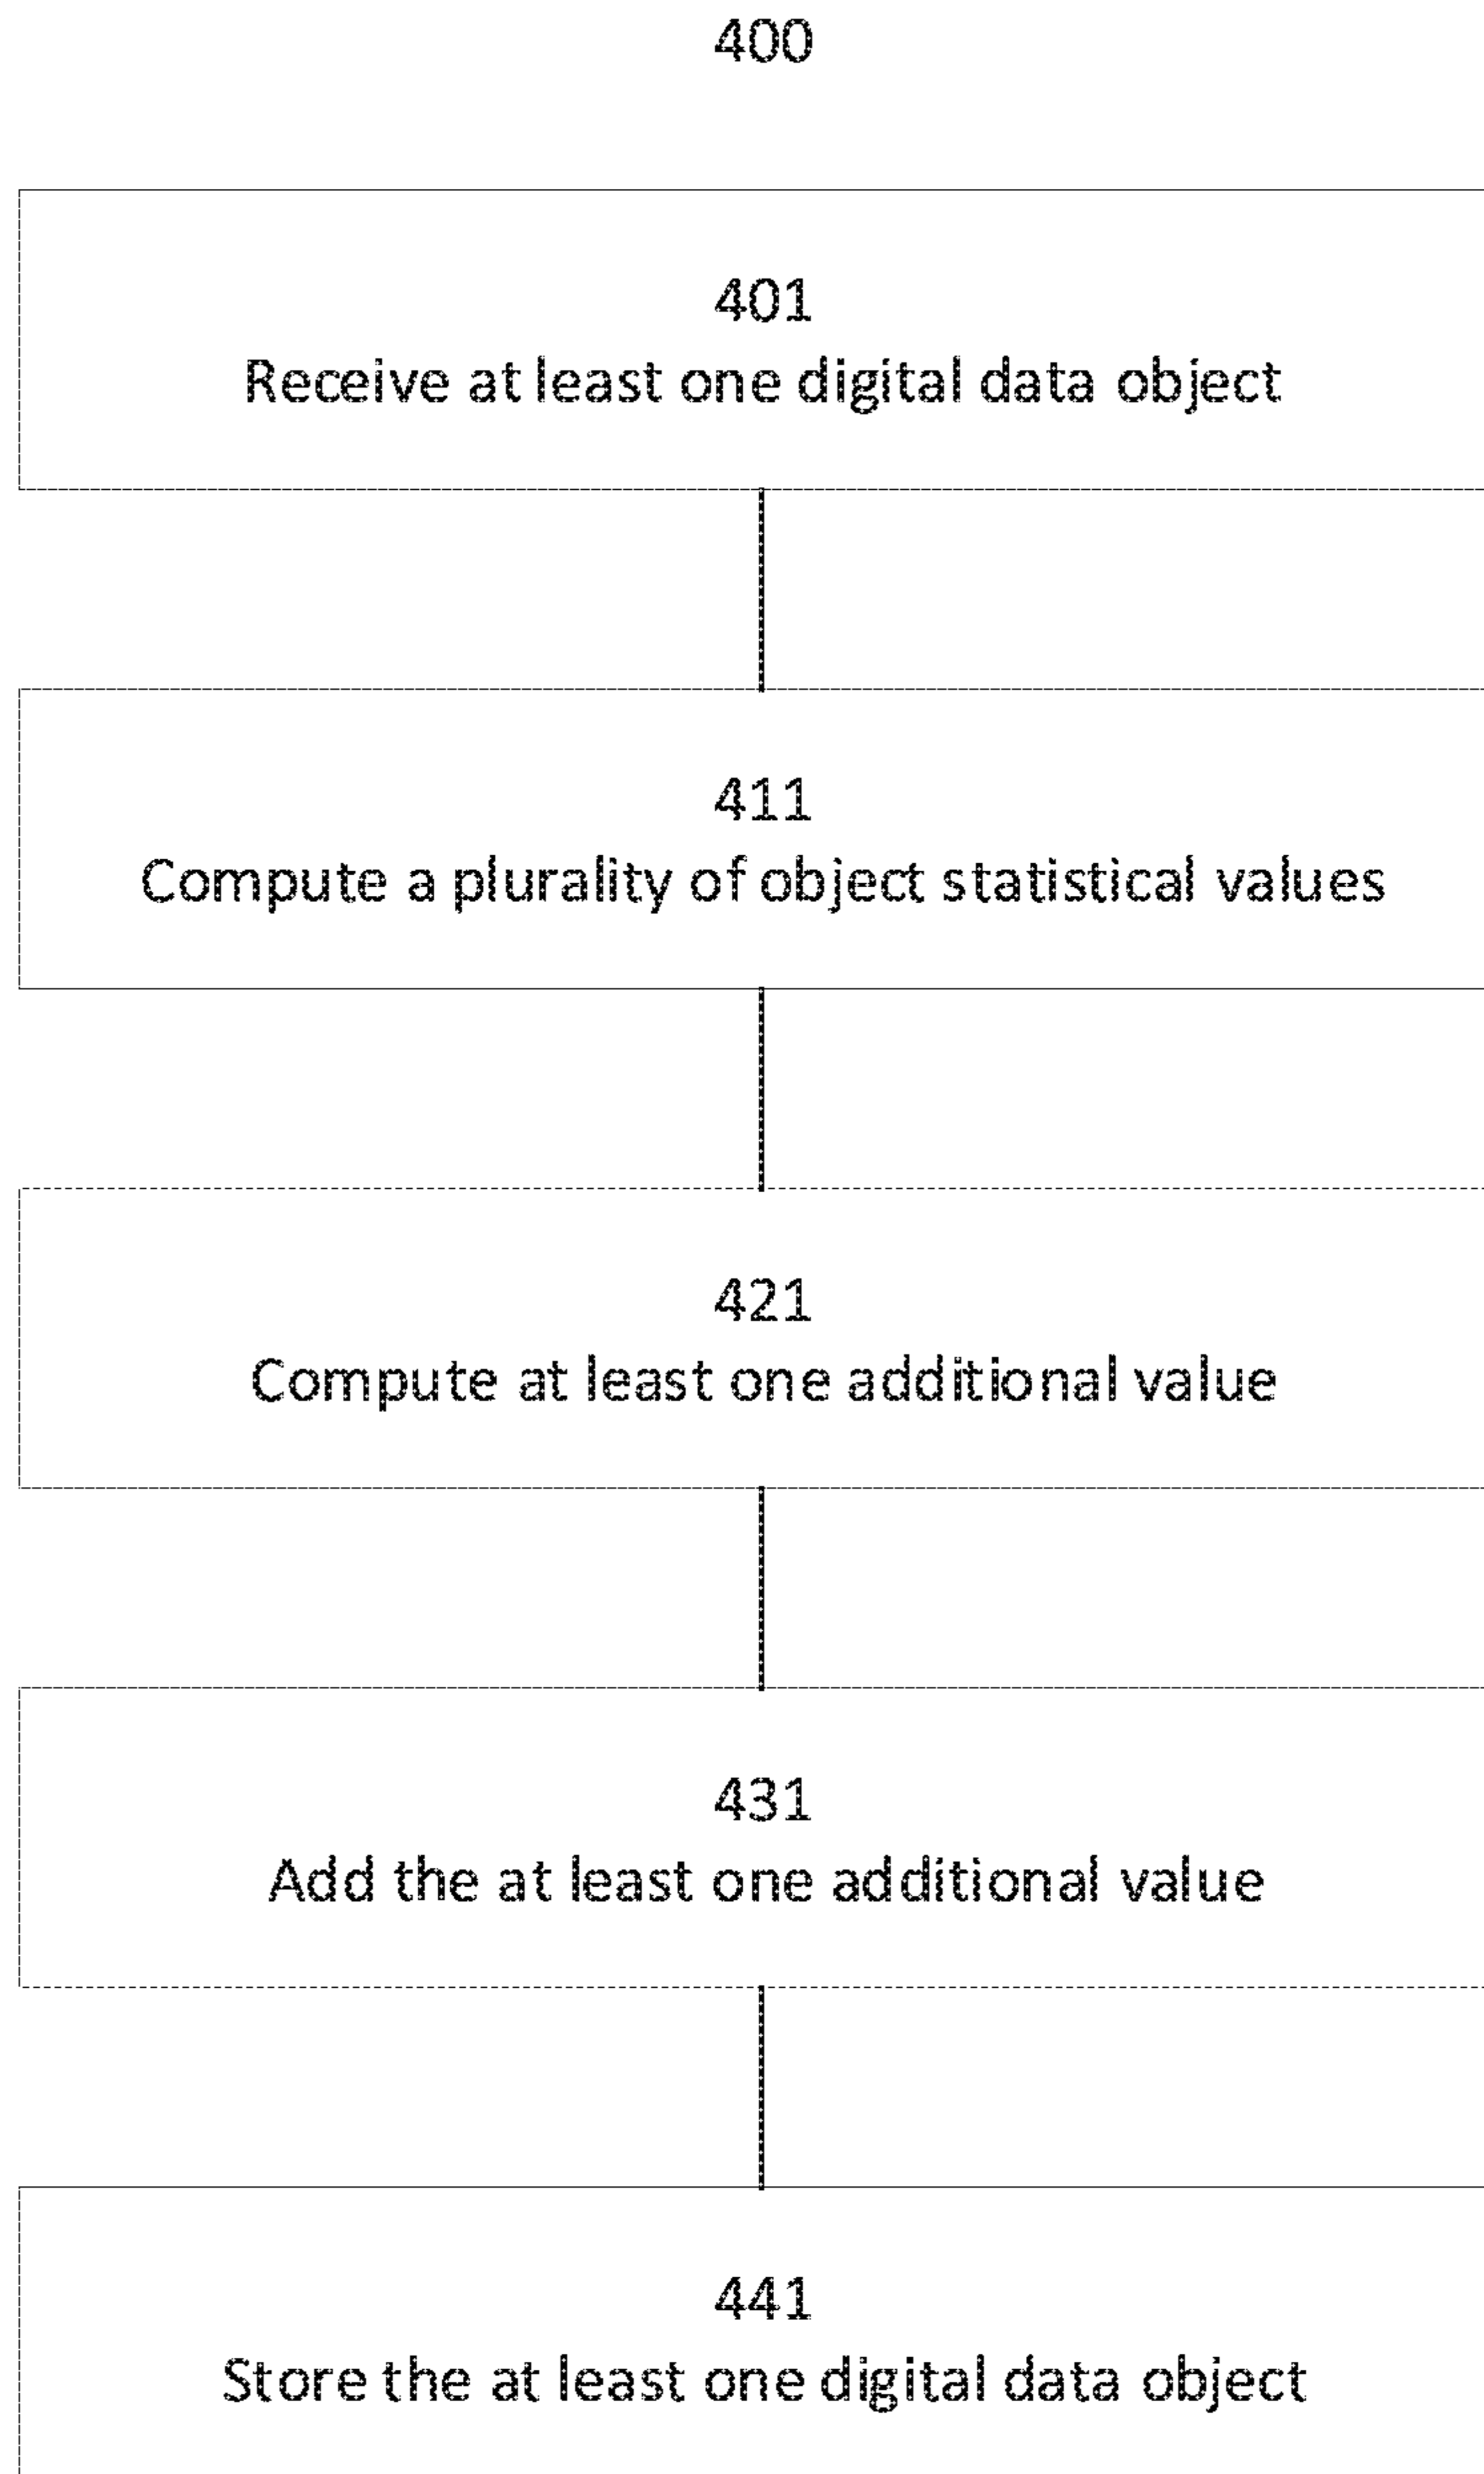 400
401
Receive at least one digital data object
411
Compute a plurality of object statistical values
421
Compute at least one additional value
431
Add the at least one additional value
441
Store the at least one digital data object